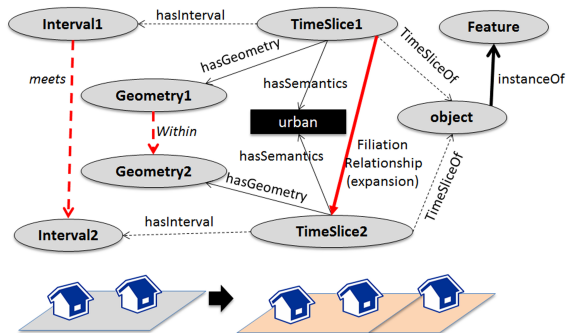 Interval1
hasInterval
TimeSlice1
Feature
meets
hasGeometry
TimeSliceOf
instanceOf
hasSemantics
Geometry1
Within
urban
object
hasSemantics
Filiation
Relationship
(expansion)
Geometry2
hasGeometry
TimeSliceOf
hasInterval
Interval2
TimeSlice2